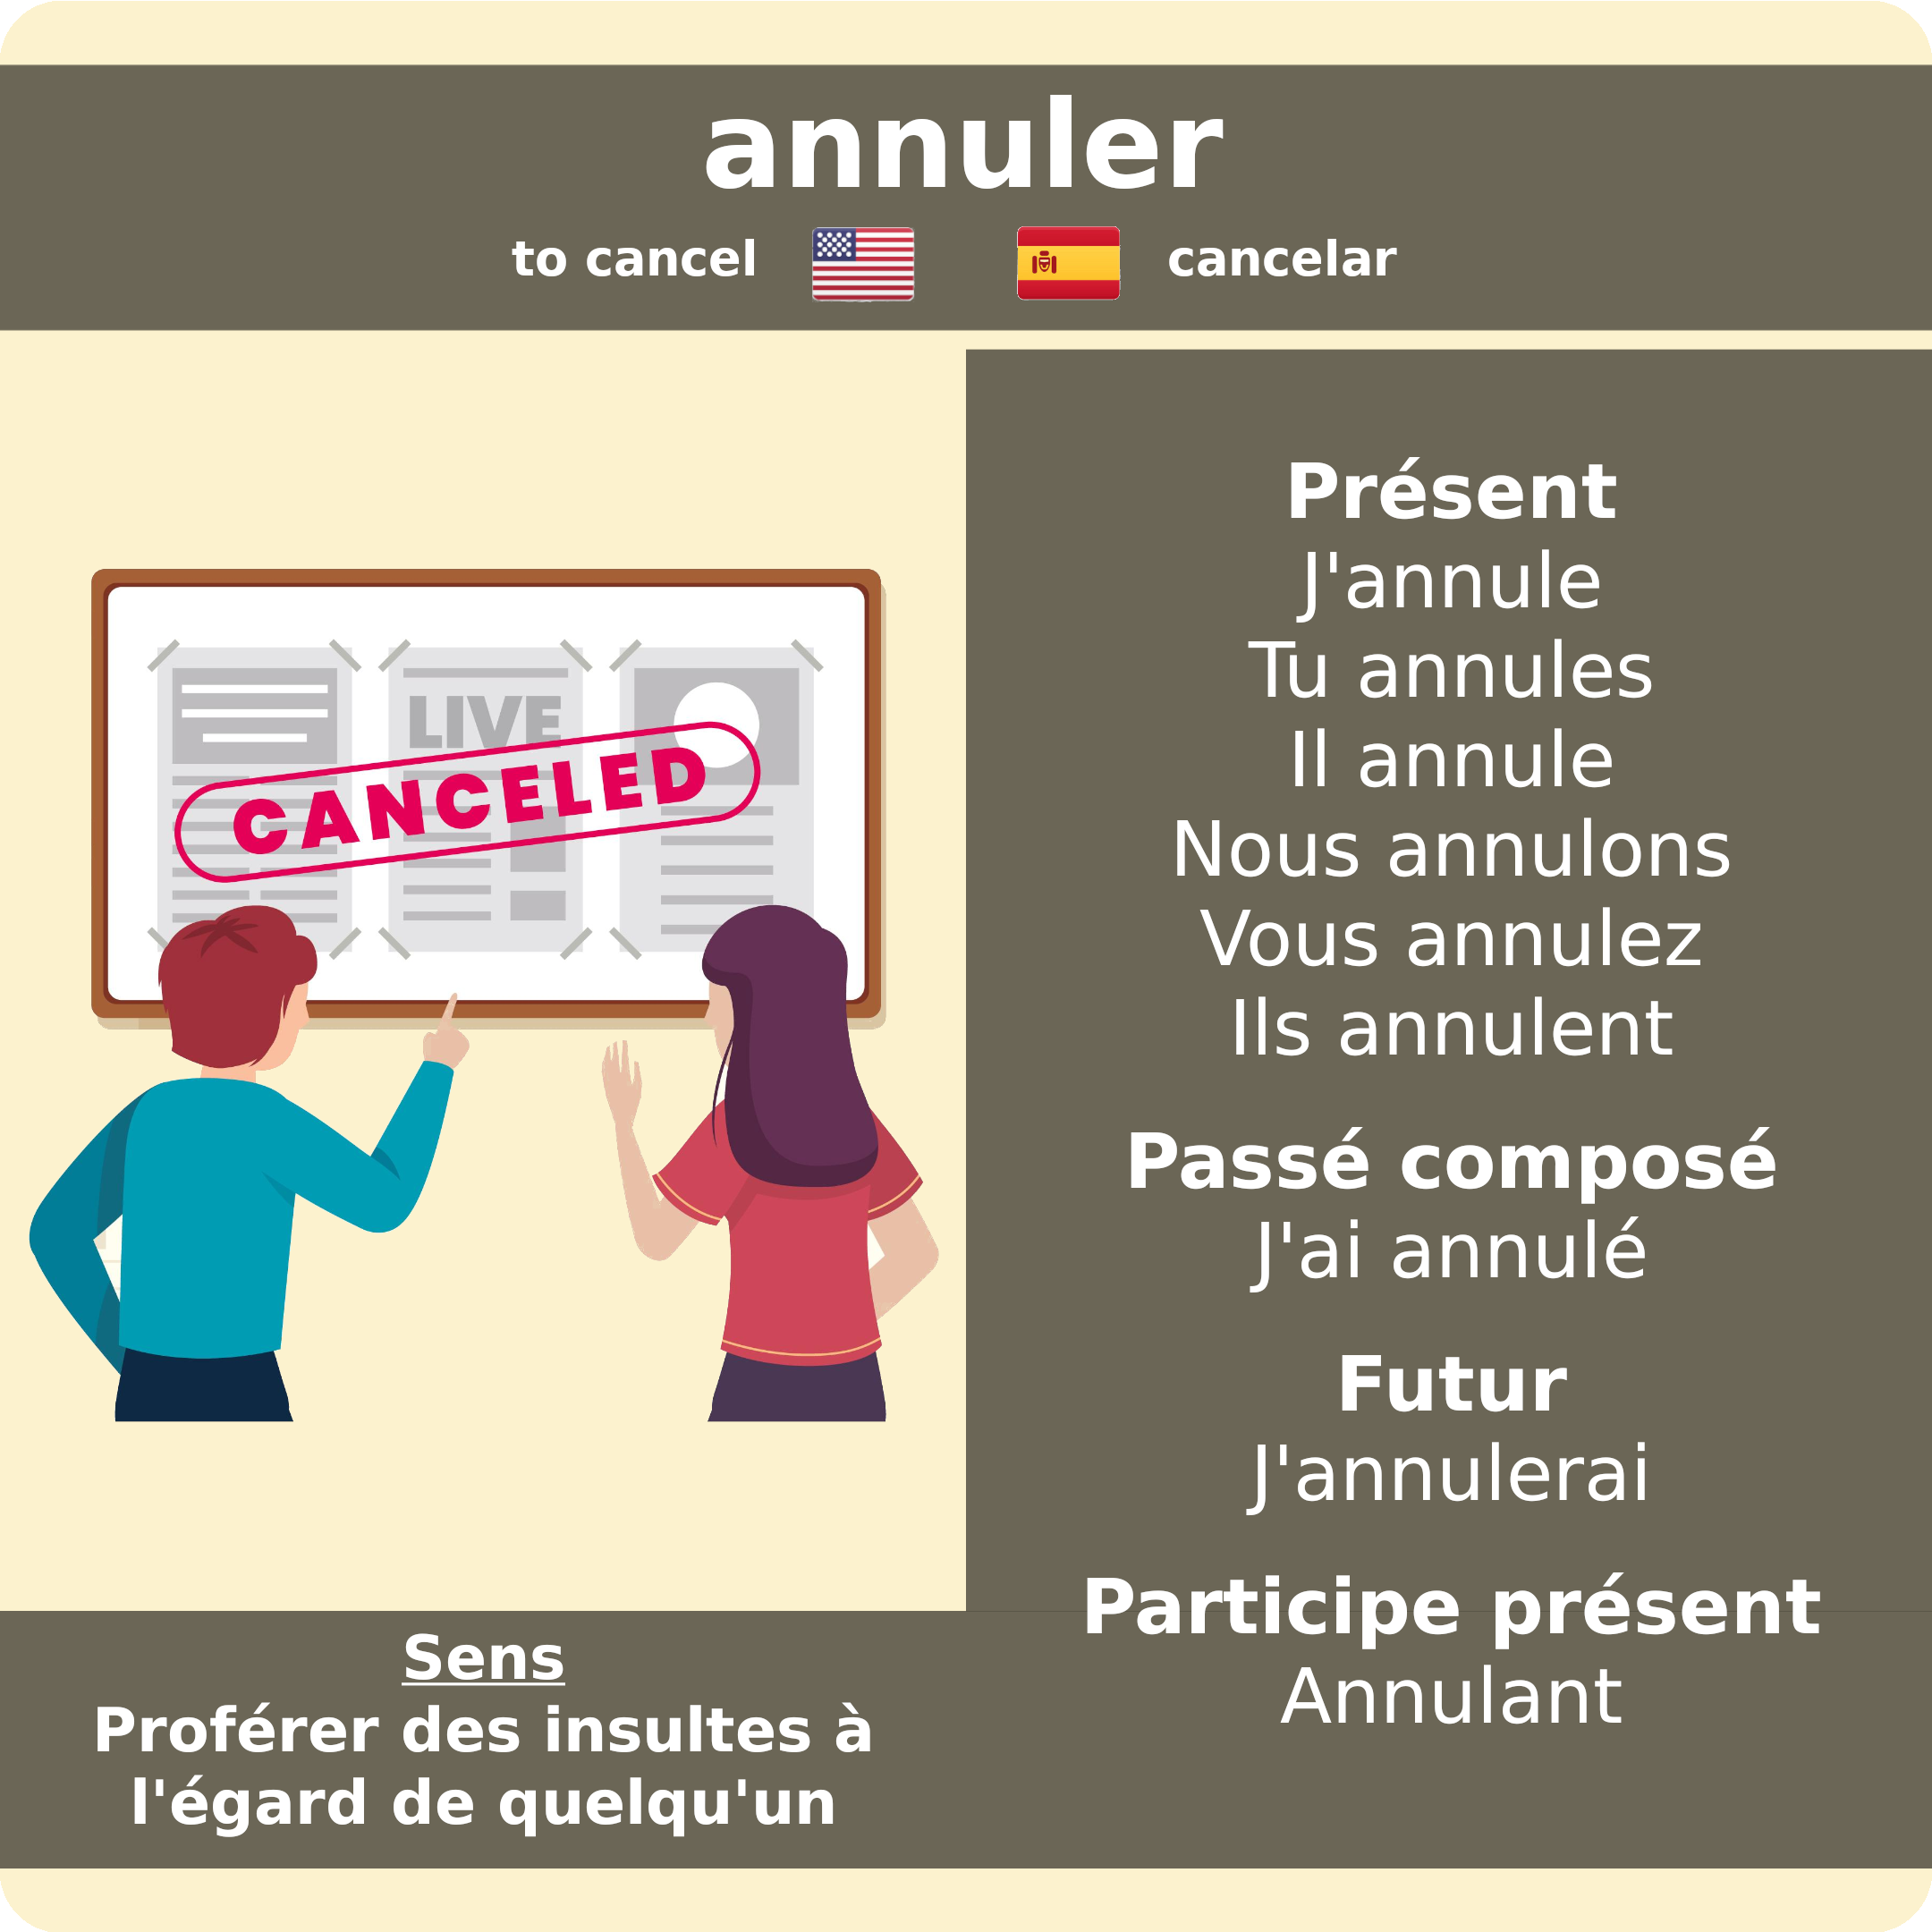 annuler
to cancel
cancelar
LIVE
CANCELED
Présent
J'annule
Tu annules
Il annule
Nous annulons
Vous annulez
Ils annulent
Passé composé
J'ai annulé
Futur
J'annulerai
Participe présent
Annulant
Sens
Proférer des insultes à
l'égard de quelqu'un